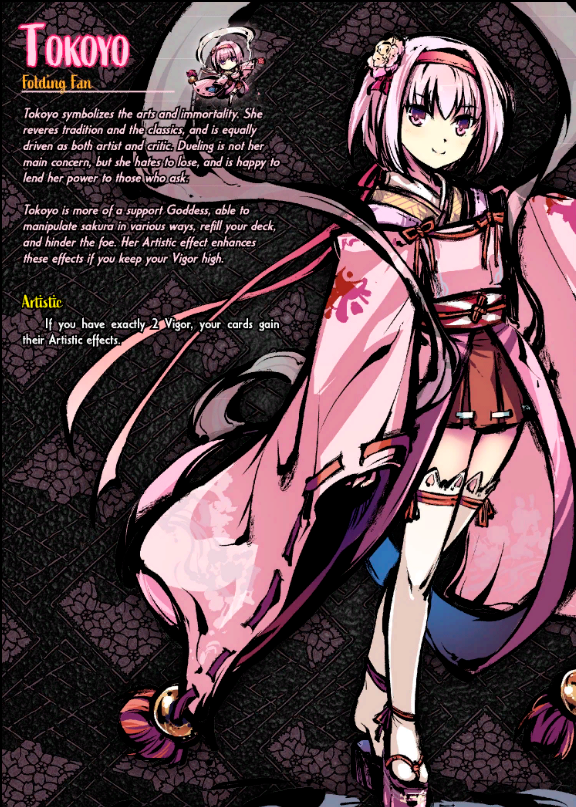 Tokoyo
Folding Fan
Tokoyo symbolizes the arts and immortality. She
reveres tradition and the classics, and is equally
driven as both artist and critic. Dueling is not her
main concern, but she hates to lose, and is happy to
lend her power to those who ask.
Tokoyo is more of a support Goddess, able to
manipulate sakura in various ways, refill your deck,
and hinder the foe. Her Artistic effect enhances
these effects if you keep your Vigor high.
Artistic
If you have exactly 2 Vigor, your cards gain
their Artistic effects.